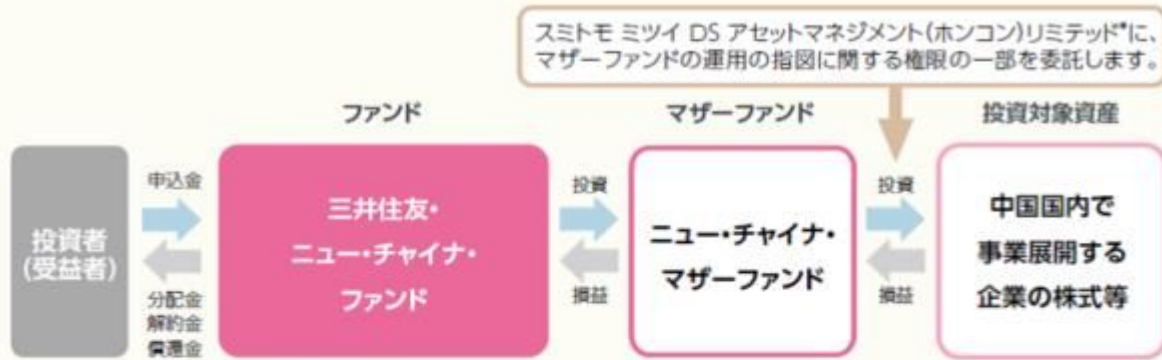 スミトモ ミツイ DS アセットマネジメント(ホンコン)リミテッド*に、
マザーファンドの運用の指図に関する権限の一部を委託します。
ファンド
マザーファンド
投資対象資産
投資者
(受益者)
申込金
分配金
解約金
償還金
三井住友・
ニュー・チャイナ・
ファンド
投資
損益
ニュー・チャイナ・
マザーファンド
投資
損益
中国国内で
事業展開する
企業の株式等